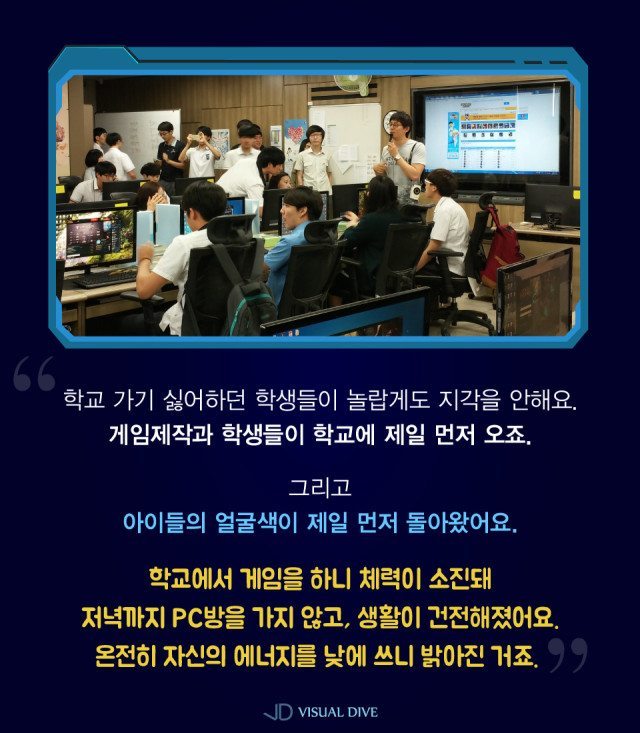 “
학교 가기 싫어하던 학생들이 놀랍게도 지각을 안해요.
게임제작과 학생들이 학교에 제일 먼저 오죠.
그리고
아이들의 얼굴색이 제일 먼저 돌아왔어요.
학교에서 게임을 하니 체력이 소진돼
저녁까지 PC방을 가지 않고, 생활이 건전해졌어요.
온전히 자신의 에너지를 낮에 쓰니 밝아진 거죠.
”
VD VISUAL DIVE